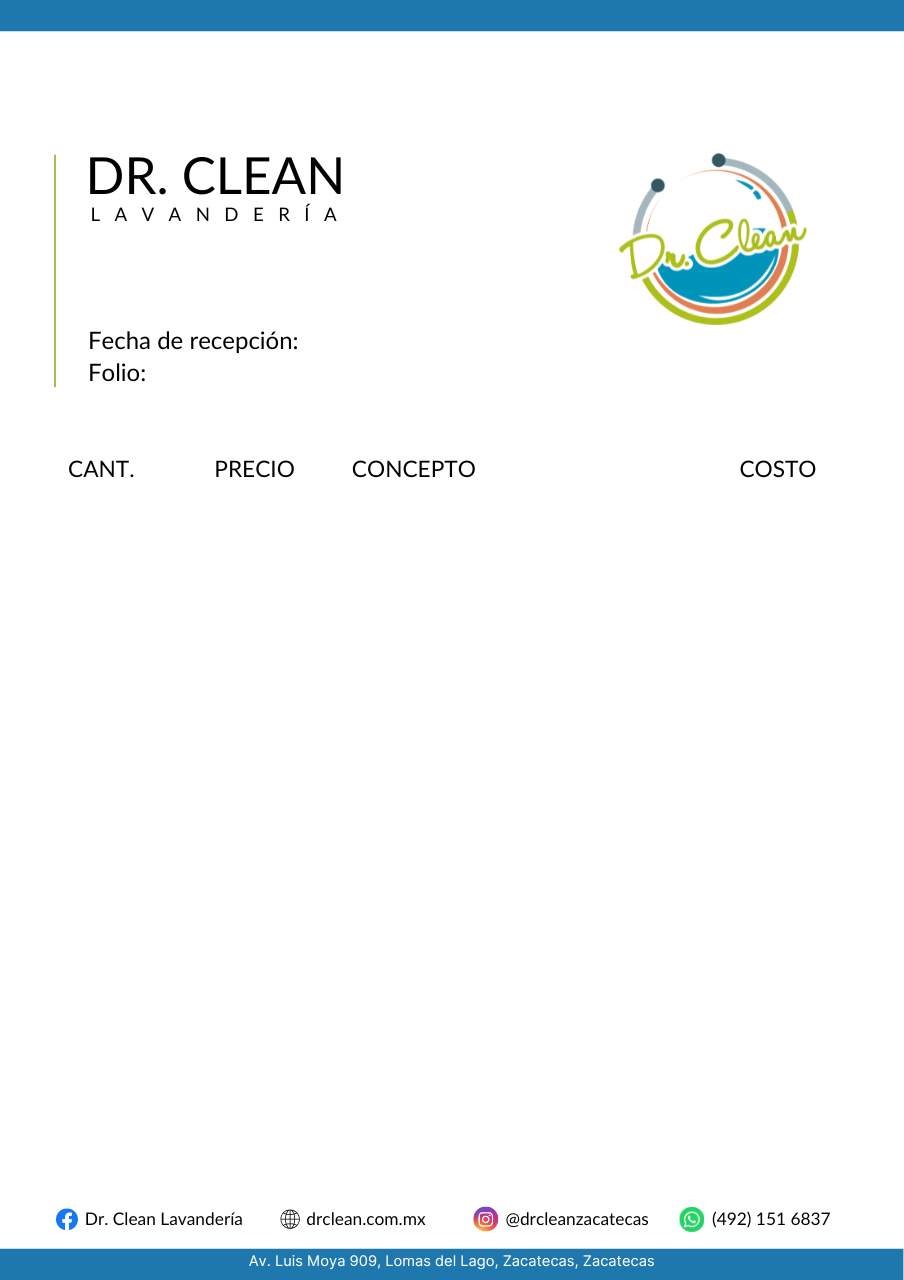 DR. CLEAN
LAVANDERÍA
Dr. Clean
Fecha de recepción:
Folio:
CANT. PRECIO CONCEPTO COSTO
Dr. Clean Lavandería drclean.com.mx @drcleanzacatecas (492) 151 6837
Av. Luis Moya 909, Lomas del Lago, Zacatecas, Zacatecas